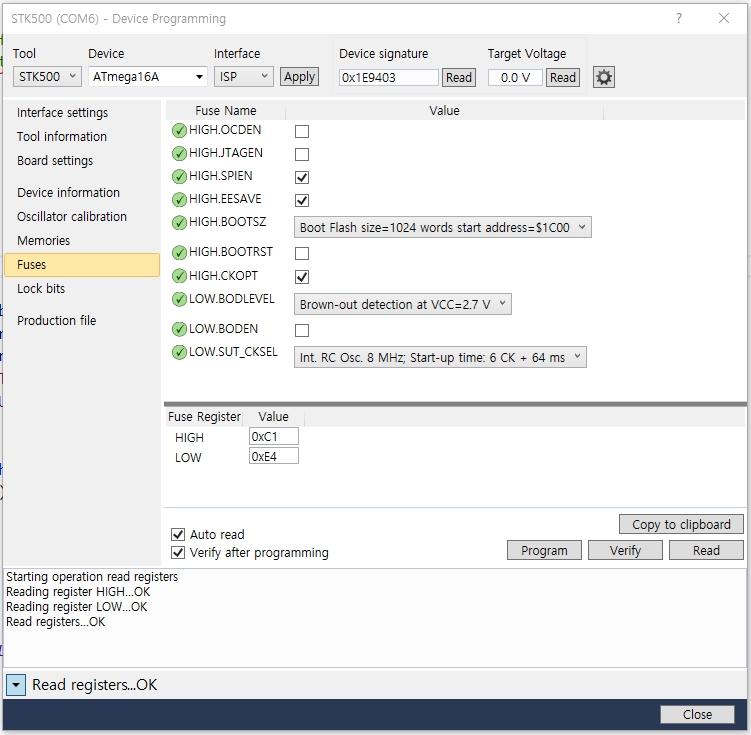 STK500 (COM6) - Device Programming
Tool Device Interface Device signature Target Voltage
STK500 ATmega16A ISP Apply 0x1E9403 Read 0.0 V Read
Interface settings
Tool information
Board settings
Device information
Oscillator calibration
Memories
Fuses
Lock bits
Production file
Fuse Name Value
HIGH.OCDEN
HIGH.JTAGEN
HIGH.SPIEN
HIGH.EESAVE
HIGH.BOOTSZ Boot Flash size=1024 words start address=$1C00
HIGH.BOOTRST
HIGH.CKOPT
LOW.BODLEVEL Brown-out detection at VCC=2.7 V
LOW.BODEN
LOW.SUT_CKSEL Int. RC Osc. 8 MHz; Start-up time: 6 CK + 64 ms
Fuse Register Value
HIGH 0xC1
LOW 0xE4
Copy to clipboard
Auto read
Verify after programming
Program Verify Read
Starting operation read registers
Reading register HIGH...OK
Reading register LOW...OK
Read registers...OK
Read registers...OK
Close